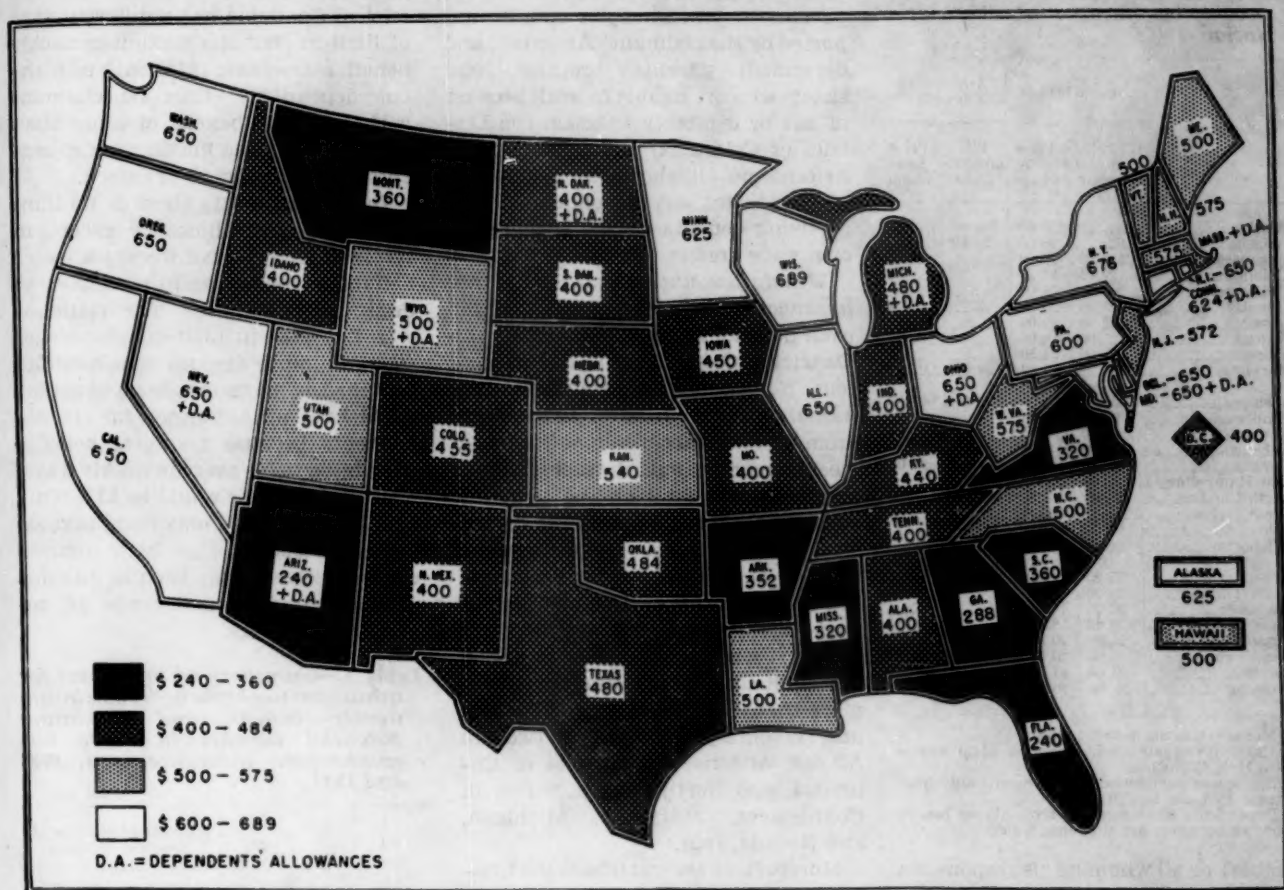 WASH.
650
OREG.
650
CAL.
650
NEV.
650
+D.A.
IDAHO
400
MONT.
360
WYO.
500
+D.A.
UTAH
500
COLO.
455
ARIZ.
240
+D.A.
N. MEX.
400
N. DAK.
400
+D.A.
S. DAK.
400
NEBR.
400
KAN.
540
OKLA.
484
TEXAS
480
MINN.
625
IOWA
450
MO.
400
ARK.
352
LA.
500
WIS.
689
ILL.
650
MICH.
480
+D.A.
IND.
400
OHIO
650
+D.A.
KY.
440
TENN.
400
MISS.
320
ALA.
400
GA.
288
FLA.
240
S.C.
360
N.C.
500
VA.
320
W. VA.
575
PA.
600
N.Y.
676
500
VT.
N.H.
575
ME.
500
575
MASS.+D.A.
R.I.-650
CONN.
624+D.A.
N.J.-572
DEL.-650
MD.-650+D.A.
D.C. 400
ALASKA
625
HAWAII
500
$ 240-360
$ 400-484
$ 500-575
$ 600-689
D.A.=DEPENDENTS' ALLOWANCES